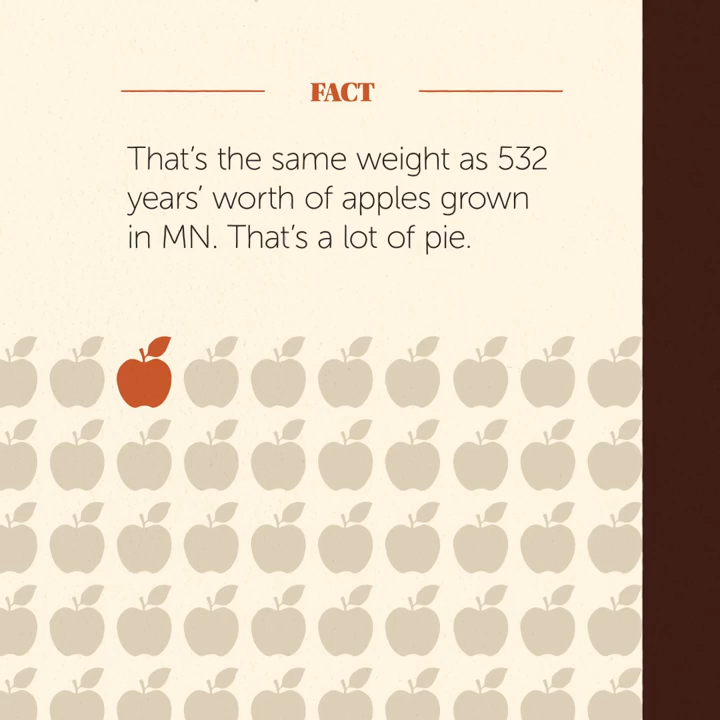 FACT
That’s the same weight as 532
years’ worth of apples grown
in MN. That’s a lot of pie.